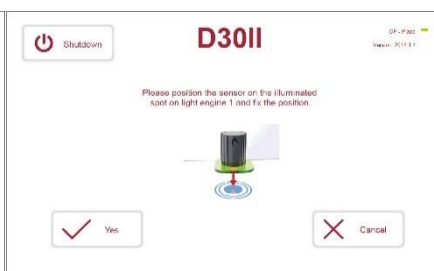 Shutdown
D30II
Please position the sensor on the illuminated
spot on light engine 1 and fix the position
Yes
Cancel